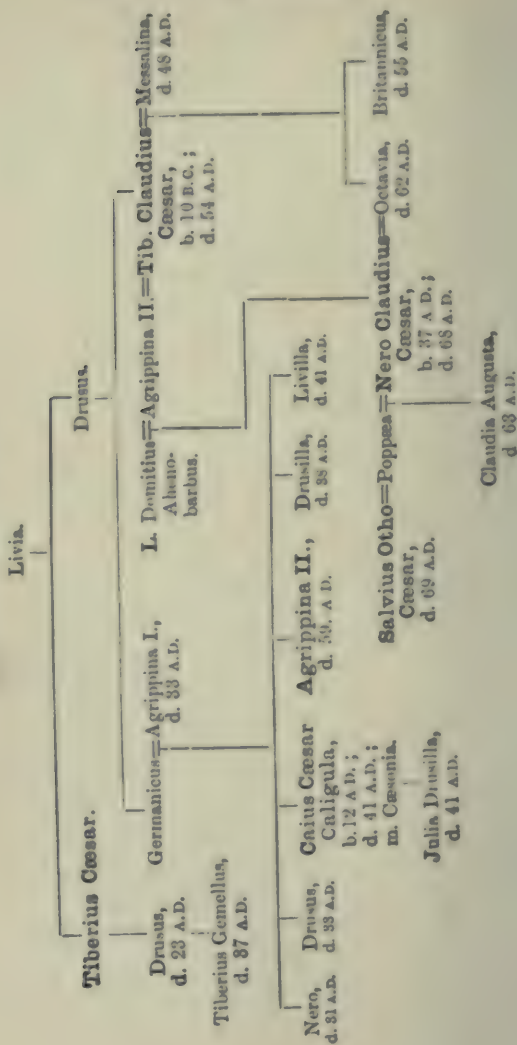 Livia.
Tiberius Cæsar.
Drusus.
Drusus,
d. 23 A.D.
Tiberius Gemellus,
d. 37 A.D.
Germanicus=Agrippina I.,
d. 33 A.D.
L. Domitius=Agrippina II.=Tib. Claudius=Messalina,
Aheno-
barbus.
Cæsar,
b. 10 B.C.;
d. 54 A.D.
d. 48 A.D.
Nero,
d. 31 A.D.
Drusus,
d. 33 A.D.
Caius Cæsar
Caligula,
b. 12 A D.;
d. 41 A.D.;
m. Cæsonia.
Julia Drusilla,
d. 41 A.D.
Agrippina II.,
d. 59. A D.
Drusilla,
d. 38 A.D.
Livilla,
d. 41 A.D.
Salvius Otho=Poppæa=Nero Claudius=Octavia,
Cæsar,
d. 69 A.D.
Cæsar,
b. 37 A D.;
d. 68 A.D.
d. 62 A.D.
Britannicus,
d. 55 A.D.
Claudia Augusta,
d 63 A.D.